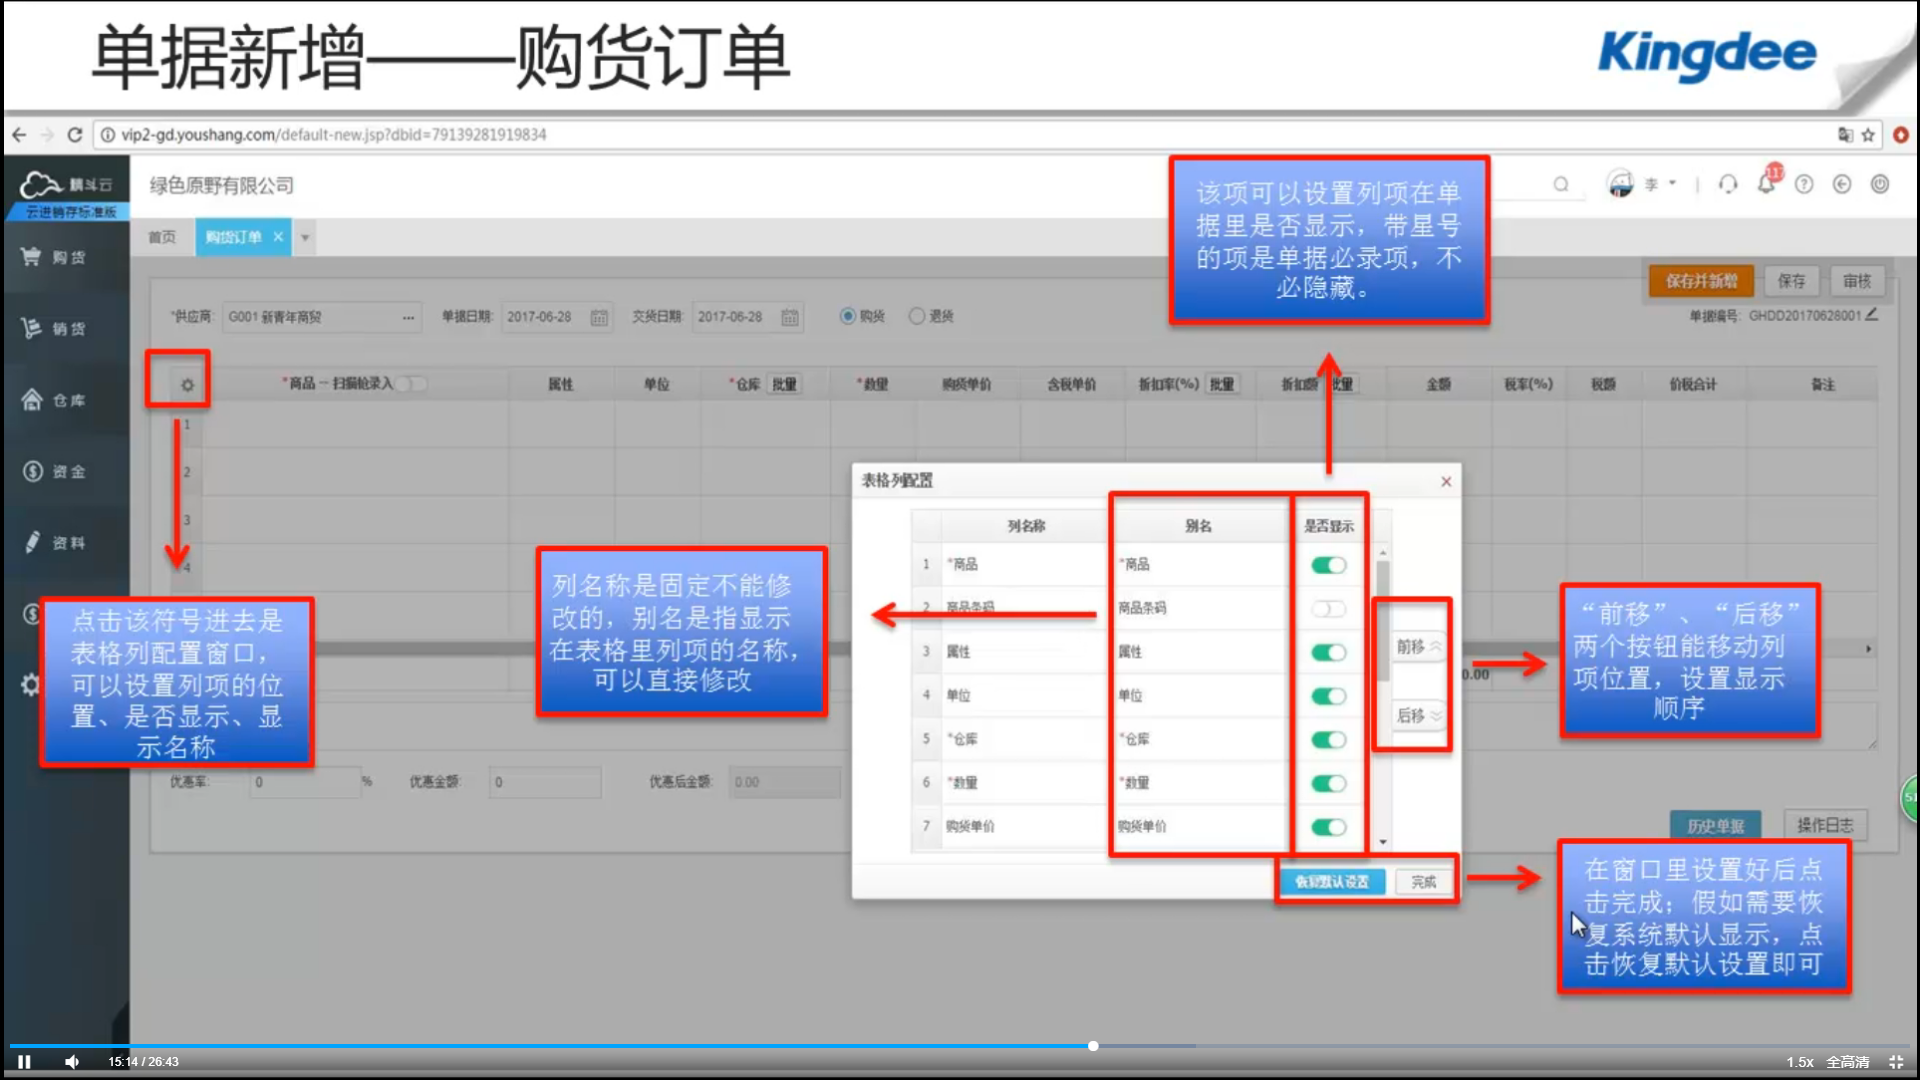 单据新增——购货订单
Kingdee
vip2-gd.youshang.com/default-new.jsp?dbid=79139281919834
精斗云
云进销存标准版
绿色原野有限公司
李
117
首页
购货订单
购货
销货
仓库
资金
资料
保存并新增 保存 审核
*供应商: G001 新青年商贸 ... 单据日期: 2017-06-28 交货日期: 2017-06-28 购货 退货
单据编号: GHDD20170628001
*商品 -- 扫描枪录入 属性 单位 *仓库 批量 *数量 购货单价 含税单价 折扣率(%) 批量 折扣额 批量 金额 税率(%) 税额 价税合计 备注
1
2
3
4
该项可以设置列项在单
据里是否显示，带星号
的项是单据必录项，不
必隐藏。
点击该符号进去是
表格列配置窗口，
可以设置列项的位
置、是否显示、显
示名称
列名称是固定不能修
改的，别名是指显示
在表格里列项的名称，
可以直接修改
表格列配置
列名称 别名 是否显示
1 *商品 *商品
2 商品条码 商品条码
3 属性 属性
4 单位 单位
5 *仓库 *仓库
6 *数量 *数量
7 购货单价 购货单价
前移
后移
恢复默认设置 完成
“前移”、“后移”
两个按钮能移动列
项位置，设置显示
顺序
0.00
优惠率: 0 % 优惠金额: 0 优惠后金额: 0.00
历史单据 操作日志
在窗口里设置好后点
击完成；假如需要恢
复系统默认显示，点
击恢复默认设置即可
51
15:14 / 26:43
1.5x 全高清